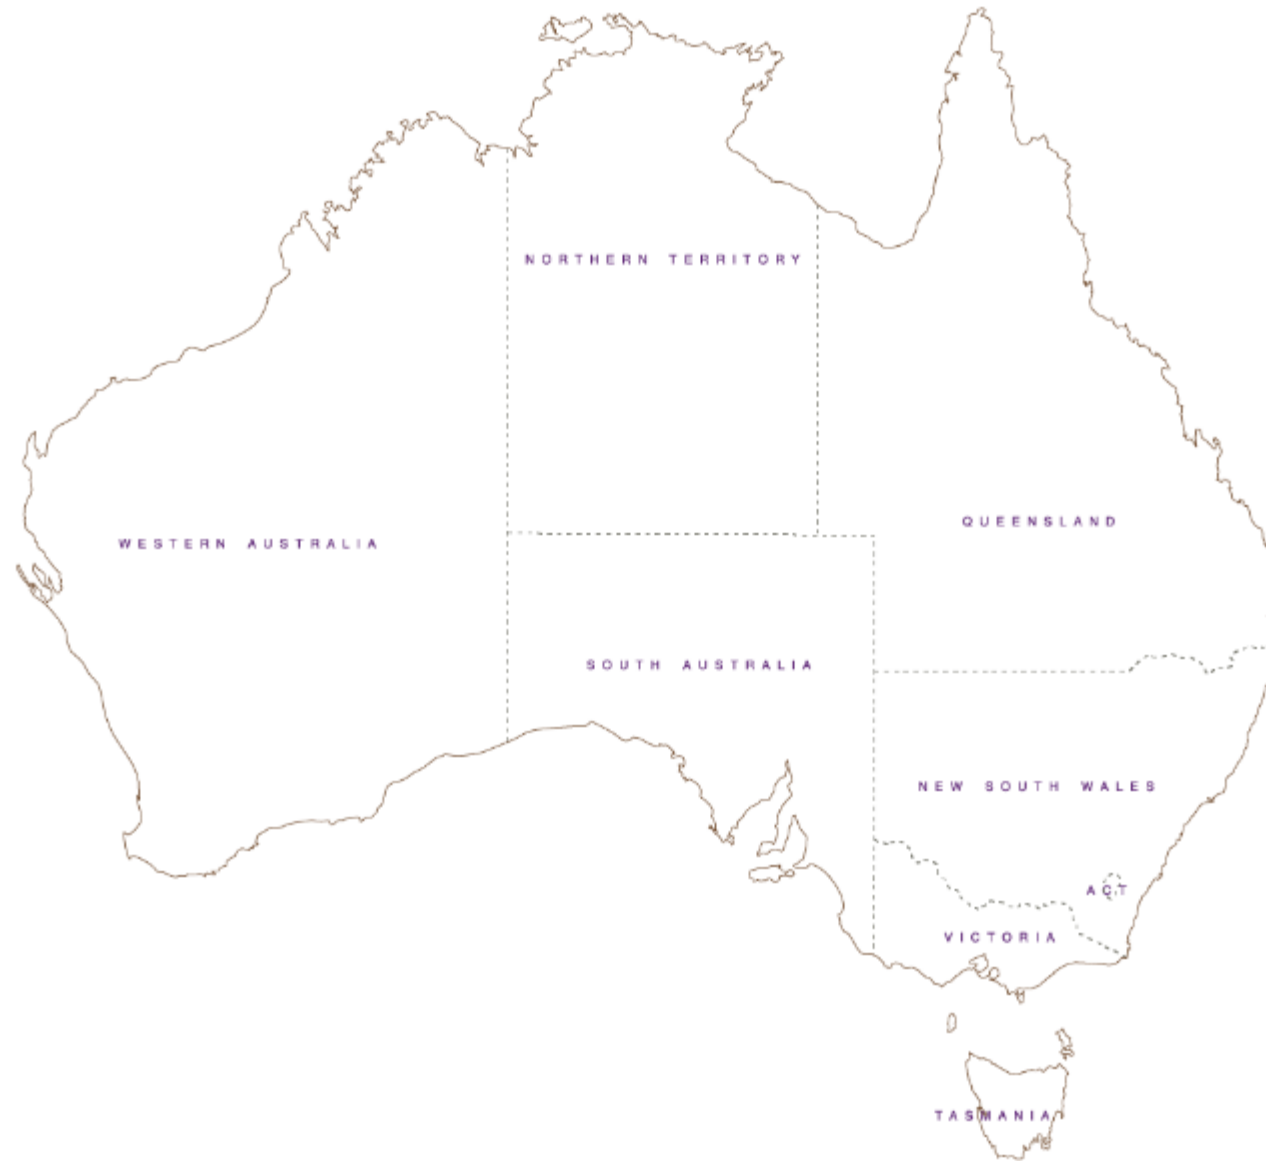 NORTHERN TERRITORY
QUEENSLAND
WESTERN AUSTRALIA
SOUTH AUSTRALIA
NEW SOUTH WALES
ACT
VICTORIA
TASMANIA